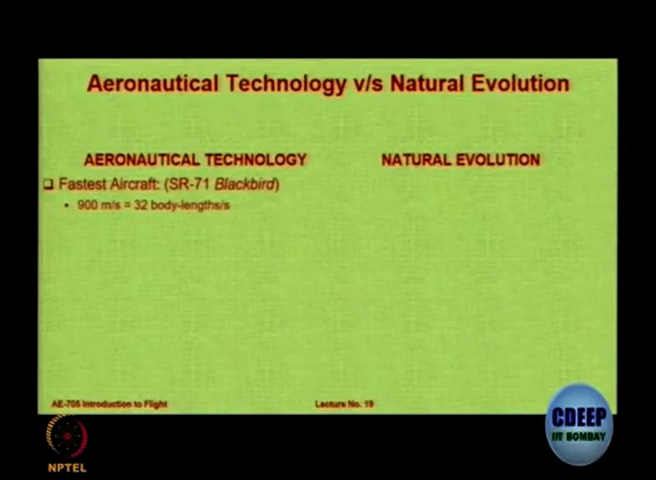 Aeronautical Technology v/s Natural Evolution
AERONAUTICAL TECHNOLOGY
NATURAL EVOLUTION
Fastest Aircraft: (SR-71 Blackbird)
• 900 m/s = 32 body-lengths/s
AE-705 Introduction to Flight
Lecture No. 19
CDEEP
IIT BOMBAY
NPTEL